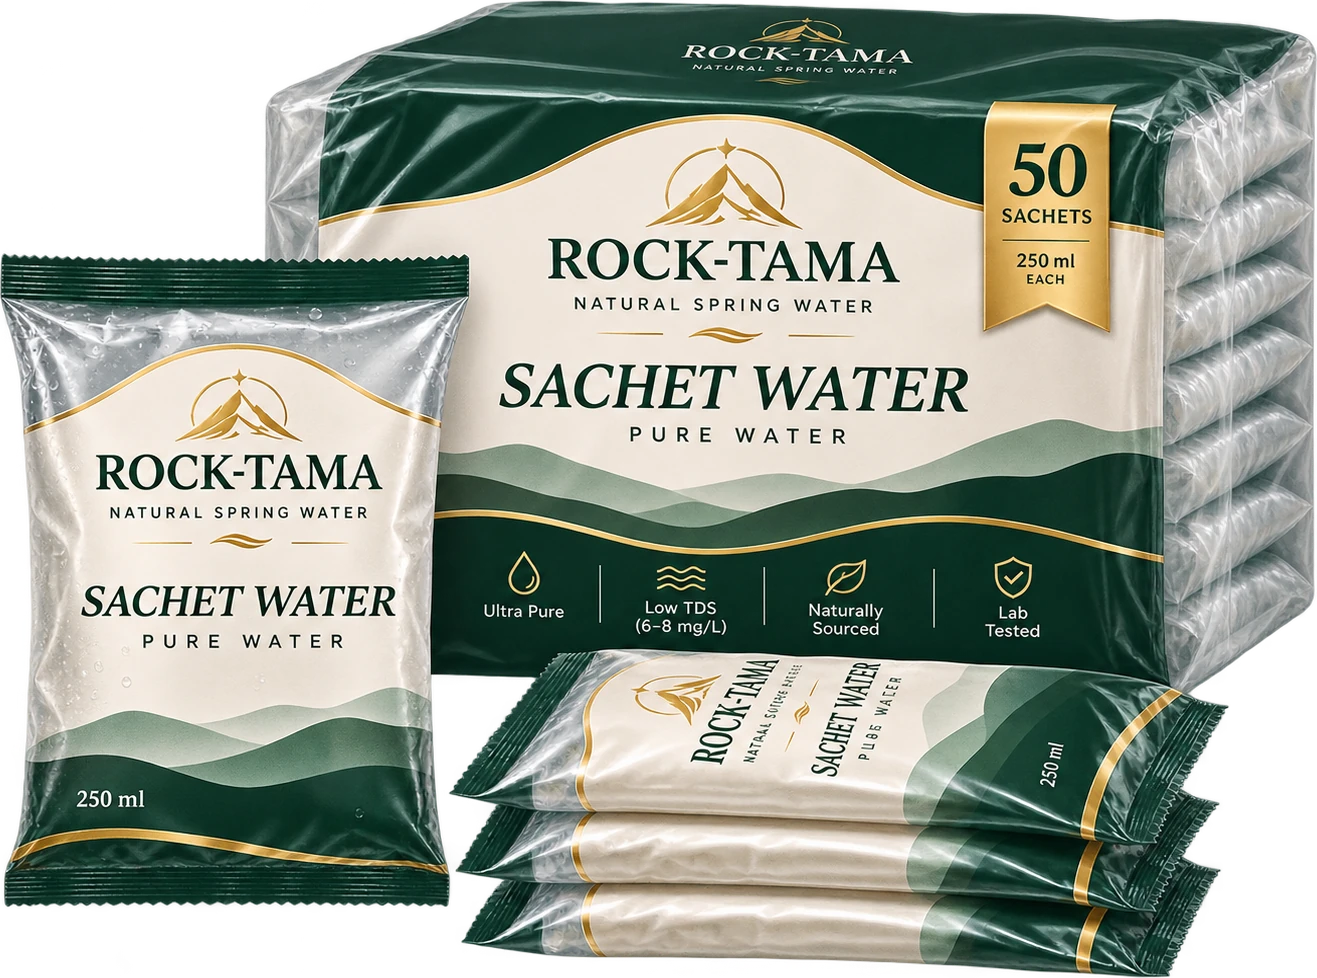 ROCK-TAMA
NATURAL SPRING WATER
50
SACHETS
250 ml
EACH
ROCK-TAMA
NATURAL SPRING WATER
SACHET WATER
PURE WATER
Ultra Pure
Low TDS
(6–8 mg/L)
Naturally
Sourced
Lab
Tested
ROCK-TAMA
NATURAL SPRING WATER
SACHET WATER
PURE WATER
250 ml
ROCK-TAMA
SACHET WATER
250 ml